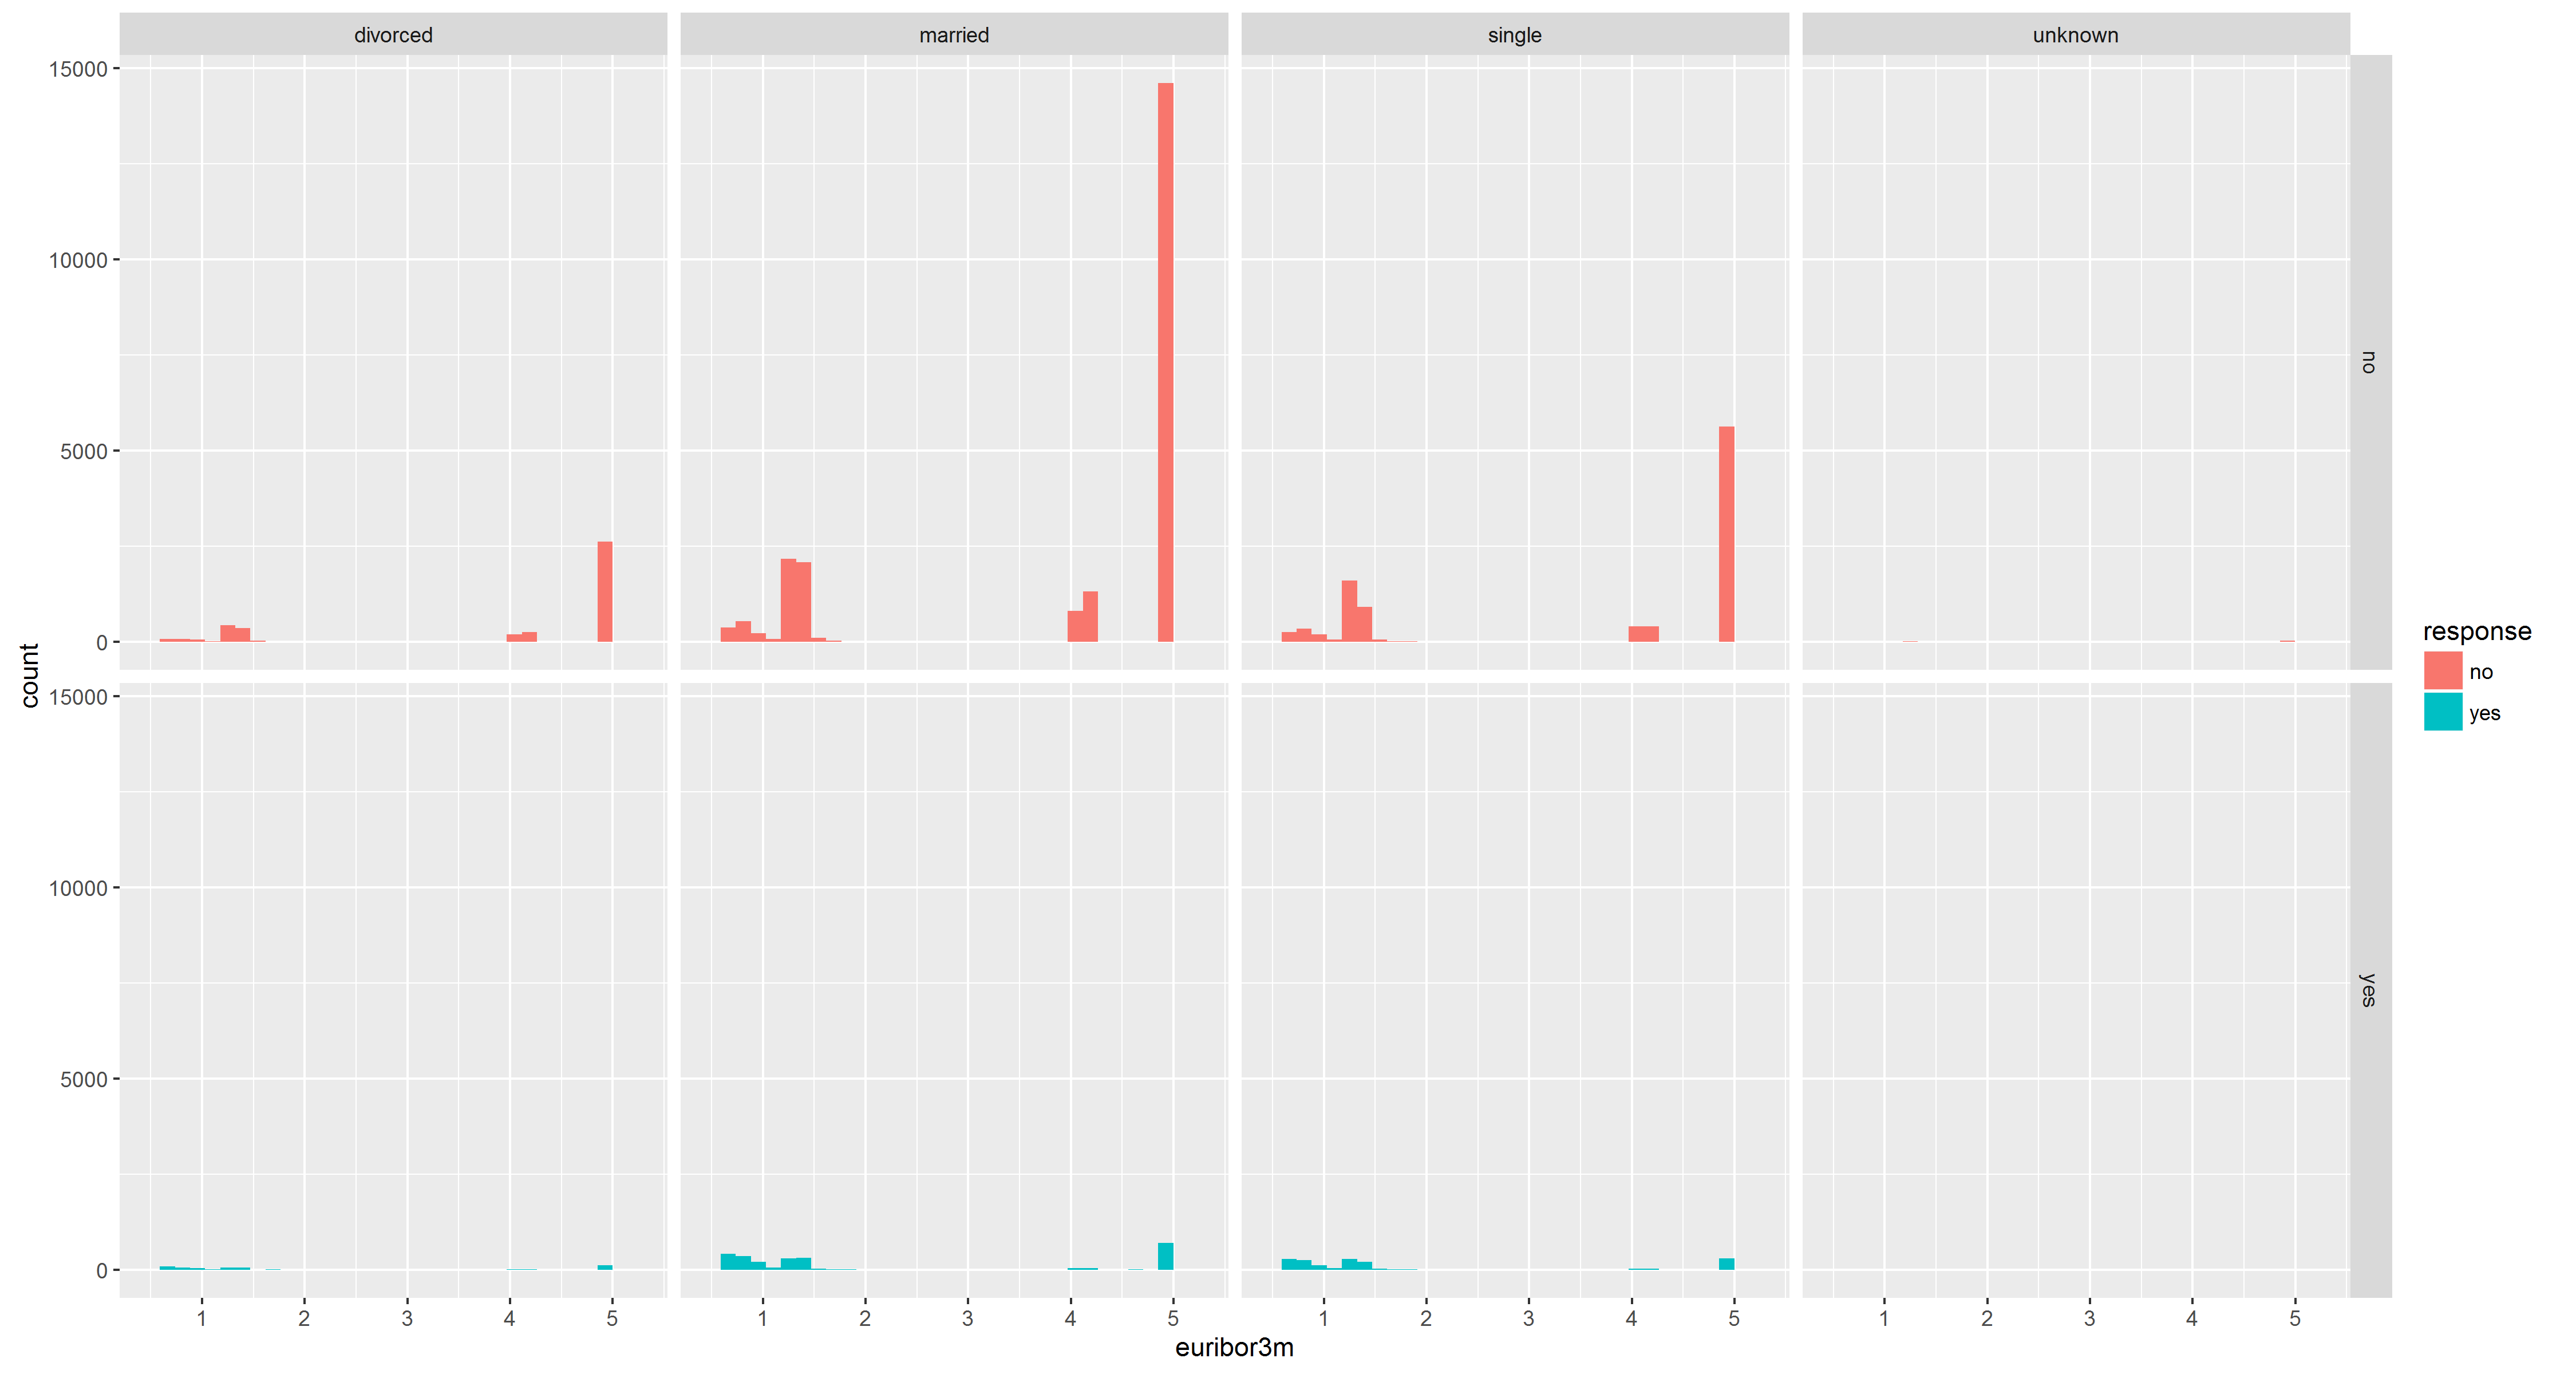 divorced married single unknown
15000
10000
5000
0
no
15000
10000
5000
0
yes
count
1 2 3 4 5 1 2 3 4 5 1 2 3 4 5 1 2 3 4 5
euribor3m
response
no
yes